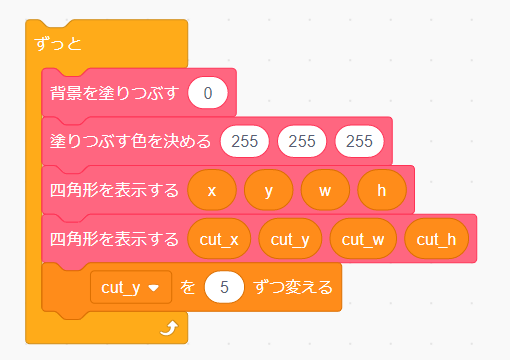 ずっと
背景を塗りつぶす 0
塗りつぶす色を決める 255 255 255
四角形を表示する x y w h
四角形を表示する cut_x cut_y cut_w cut_h
cut_y を 5 ずつ変える